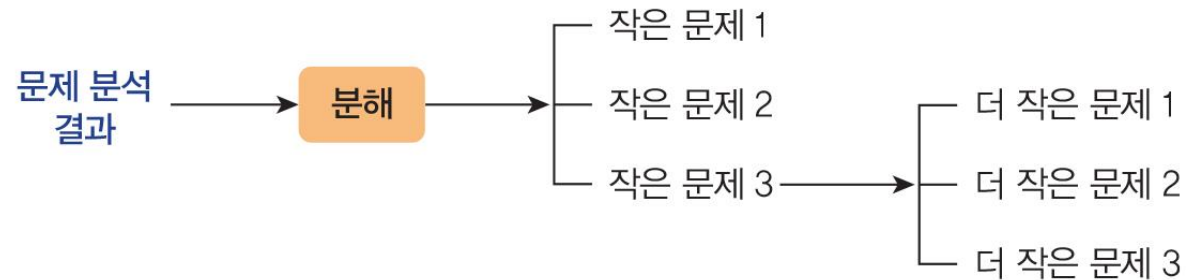 문제 분석
결과
분해
작은 문제 1
작은 문제 2
작은 문제 3
더 작은 문제 1
더 작은 문제 2
더 작은 문제 3